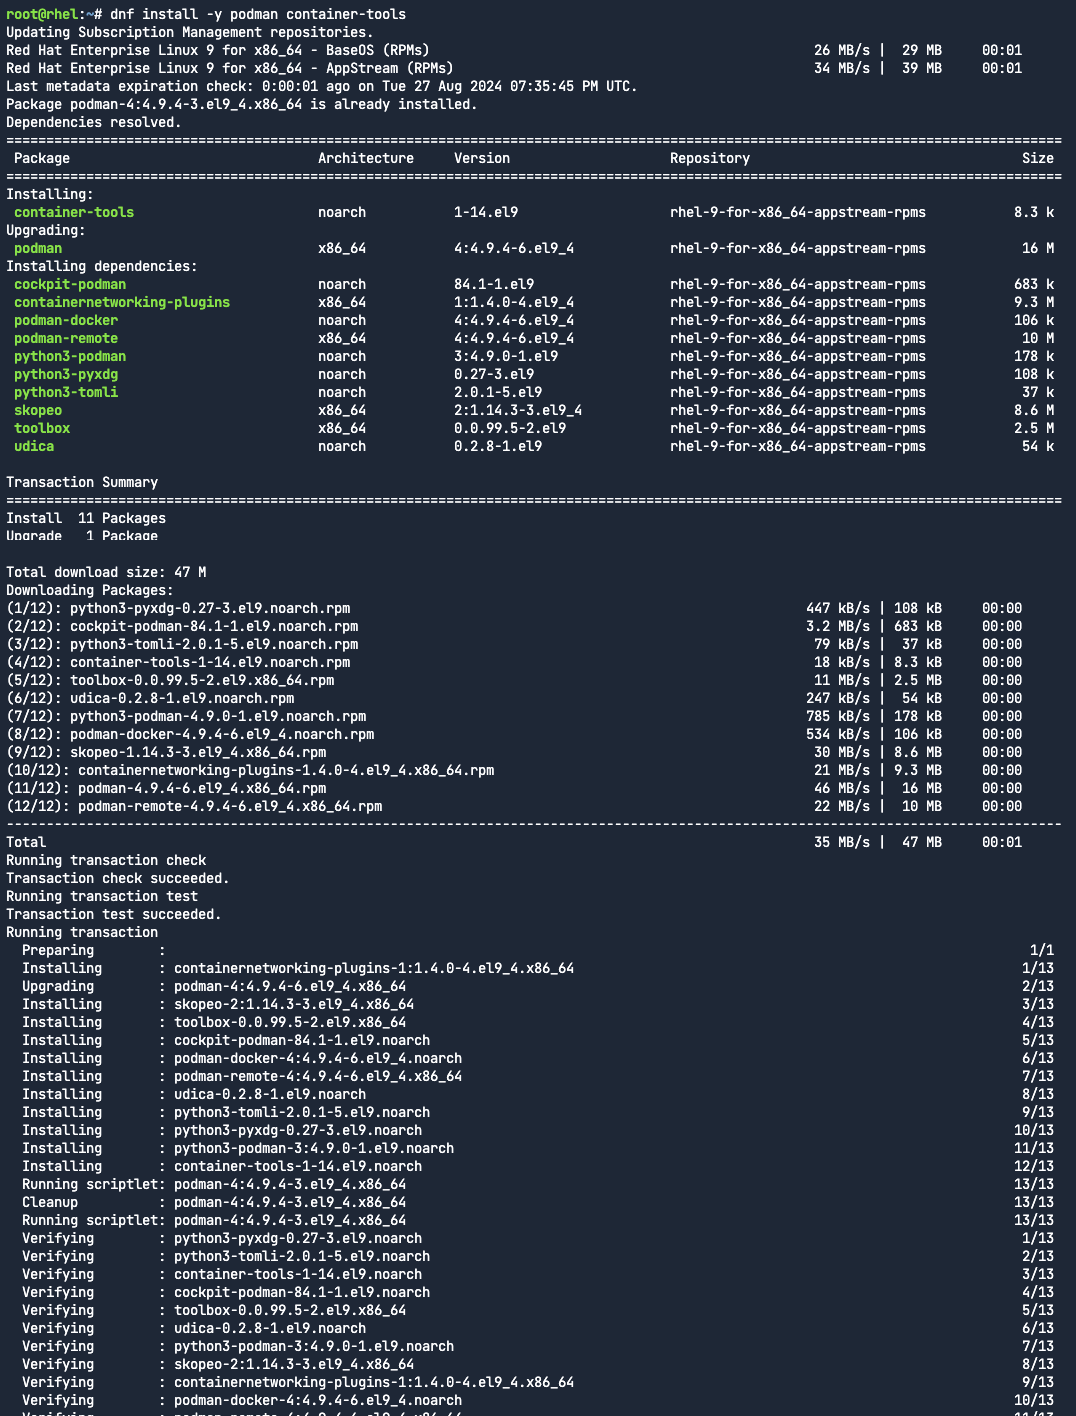 root@rhel:~# dnf install -y podman container-tools
Updating Subscription Management repositories.
Red Hat Enterprise Linux 9 for x86_64 - BaseOS (RPMs) 26 MB/s | 29 MB 00:01
Red Hat Enterprise Linux 9 for x86_64 - AppStream (RPMs) 34 MB/s | 39 MB 00:01
Last metadata expiration check: 0:00:01 ago on Tue 27 Aug 2024 07:35:45 PM UTC.
Package podman-4:4.9.4-3.el9_4.x86_64 is already installed.
Dependencies resolved.
====================================================================================================================================
Package Architecture Version Repository Size
====================================================================================================================================
Installing:
container-tools noarch 1-14.el9 rhel-9-for-x86_64-appstream-rpms 8.3 k
Upgrading:
podman x86_64 4:4.9.4-6.el9_4 rhel-9-for-x86_64-appstream-rpms 16 M
Installing dependencies:
cockpit-podman noarch 84.1-1.el9 rhel-9-for-x86_64-appstream-rpms 683 k
containernetworking-plugins x86_64 1:1.4.0-4.el9_4 rhel-9-for-x86_64-appstream-rpms 9.3 M
podman-docker noarch 4:4.9.4-6.el9_4 rhel-9-for-x86_64-appstream-rpms 106 k
podman-remote x86_64 4:4.9.4-6.el9_4 rhel-9-for-x86_64-appstream-rpms 10 M
python3-podman noarch 3:4.9.0-1.el9 rhel-9-for-x86_64-appstream-rpms 178 k
python3-pyxdg noarch 0.27-3.el9 rhel-9-for-x86_64-appstream-rpms 108 k
python3-tomli noarch 2.0.1-5.el9 rhel-9-for-x86_64-appstream-rpms 37 k
skopeo x86_64 2:1.14.3-3.el9_4 rhel-9-for-x86_64-appstream-rpms 8.6 M
toolbox x86_64 0.0.99.5-2.el9 rhel-9-for-x86_64-appstream-rpms 2.5 M
udica noarch 0.2.8-1.el9 rhel-9-for-x86_64-appstream-rpms 54 k
Transaction Summary
====================================================================================================================================
Install 11 Packages
Upgrade 1 Package
Total download size: 47 M
Downloading Packages:
(1/12): python3-pyxdg-0.27-3.el9.noarch.rpm 447 kB/s | 108 kB 00:00
(2/12): cockpit-podman-84.1-1.el9.noarch.rpm 3.2 MB/s | 683 kB 00:00
(3/12): python3-tomli-2.0.1-5.el9.noarch.rpm 79 kB/s | 37 kB 00:00
(4/12): container-tools-1-14.el9.noarch.rpm 18 kB/s | 8.3 kB 00:00
(5/12): toolbox-0.0.99.5-2.el9.x86_64.rpm 11 MB/s | 2.5 MB 00:00
(6/12): udica-0.2.8-1.el9.noarch.rpm 247 kB/s | 54 kB 00:00
(7/12): python3-podman-4.9.0-1.el9.noarch.rpm 785 kB/s | 178 kB 00:00
(8/12): podman-docker-4.9.4-6.el9_4.noarch.rpm 534 kB/s | 106 kB 00:00
(9/12): skopeo-1.14.3-3.el9_4.x86_64.rpm 30 MB/s | 8.6 MB 00:00
(10/12): containernetworking-plugins-1.4.0-4.el9_4.x86_64.rpm 21 MB/s | 9.3 MB 00:00
(11/12): podman-4.9.4-6.el9_4.x86_64.rpm 46 MB/s | 16 MB 00:00
(12/12): podman-remote-4.9.4-6.el9_4.x86_64.rpm 22 MB/s | 10 MB 00:00
------------------------------------------------------------------------------------------------------------------------------------
Total 35 MB/s | 47 MB 00:01
Running transaction check
Transaction check succeeded.
Running transaction test
Transaction test succeeded.
Running transaction
Preparing : 1/1
Installing : containernetworking-plugins-1:1.4.0-4.el9_4.x86_64 1/13
Upgrading : podman-4:4.9.4-6.el9_4.x86_64 2/13
Installing : skopeo-2:1.14.3-3.el9_4.x86_64 3/13
Installing : toolbox-0.0.99.5-2.el9.x86_64 4/13
Installing : cockpit-podman-84.1-1.el9.noarch 5/13
Installing : podman-docker-4:4.9.4-6.el9_4.noarch 6/13
Installing : podman-remote-4:4.9.4-6.el9_4.x86_64 7/13
Installing : udica-0.2.8-1.el9.noarch 8/13
Installing : python3-tomli-2.0.1-5.el9.noarch 9/13
Installing : python3-pyxdg-0.27-3.el9.noarch 10/13
Installing : python3-podman-3:4.9.0-1.el9.noarch 11/13
Installing : container-tools-1-14.el9.noarch 12/13
Running scriptlet: podman-4:4.9.4-3.el9_4.x86_64 13/13
Cleanup : podman-4:4.9.4-3.el9_4.x86_64 13/13
Running scriptlet: podman-4:4.9.4-3.el9_4.x86_64 13/13
Verifying : python3-pyxdg-0.27-3.el9.noarch 1/13
Verifying : python3-tomli-2.0.1-5.el9.noarch 2/13
Verifying : container-tools-1-14.el9.noarch 3/13
Verifying : cockpit-podman-84.1-1.el9.noarch 4/13
Verifying : toolbox-0.0.99.5-2.el9.x86_64 5/13
Verifying : udica-0.2.8-1.el9.noarch 6/13
Verifying : python3-podman-3:4.9.0-1.el9.noarch 7/13
Verifying : skopeo-2:1.14.3-3.el9_4.x86_64 8/13
Verifying : containernetworking-plugins-1:1.4.0-4.el9_4.x86_64 9/13
Verifying : podman-docker-4:4.9.4-6.el9_4.noarch 10/13